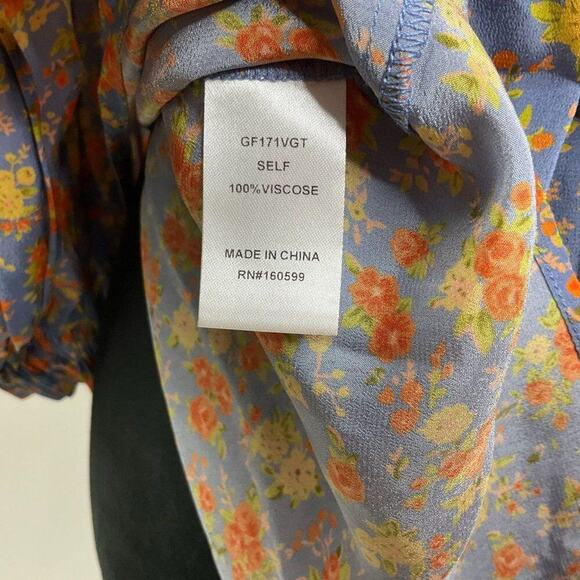 GF171VGT
SELF
100%VISCOSE
MADE IN CHINA
RN#160599